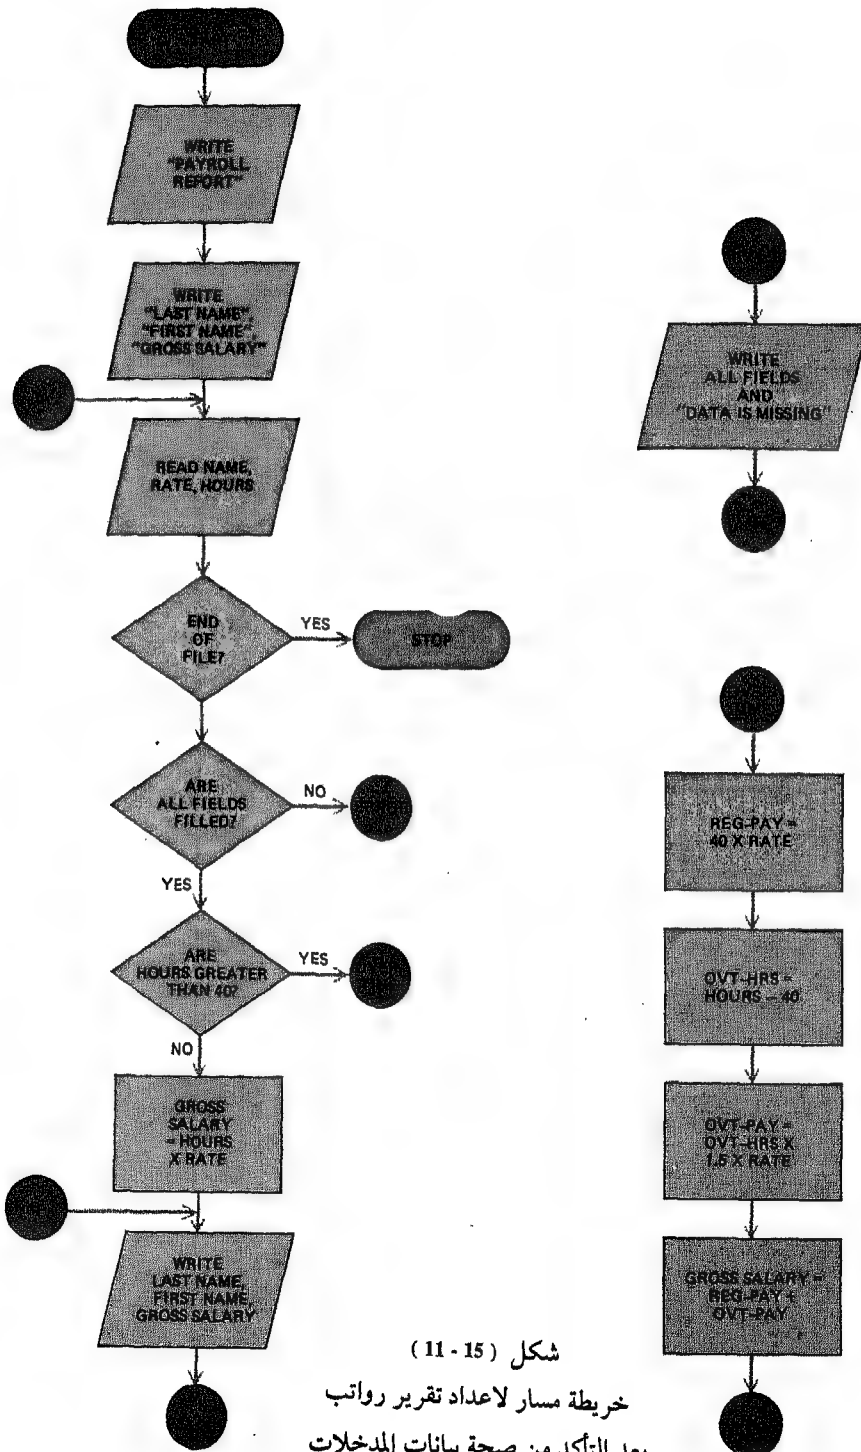 WRITE
"PAYROLL
REPORT"
WRITE
"LAST NAME",
"FIRST NAME",
"GROSS SALARY"
READ NAME,
RATE, HOURS
END
OF
FILE?
YES
STOP
ARE
ALL FIELDS
FILLED?
NO
YES
ARE
HOURS GREATER
THAN 40?
YES
NO
GROSS
SALARY
= HOURS
X RATE
WRITE
LAST NAME,
FIRST NAME,
GROSS SALARY
WRITE
ALL FIELDS
AND
"DATA IS MISSING"
REG-PAY =
40 X RATE
OVT-HRS =
HOURS – 40
OVT-PAY =
OVT-HRS X
1.5 X RATE
GROSS SALARY =
REG-PAY +
OVT-PAY
شكل ( 15 - 11 )
خريطة مسار لاعداد تقرير رواتب
بعد التأكد من صحة بيانات المدخلات